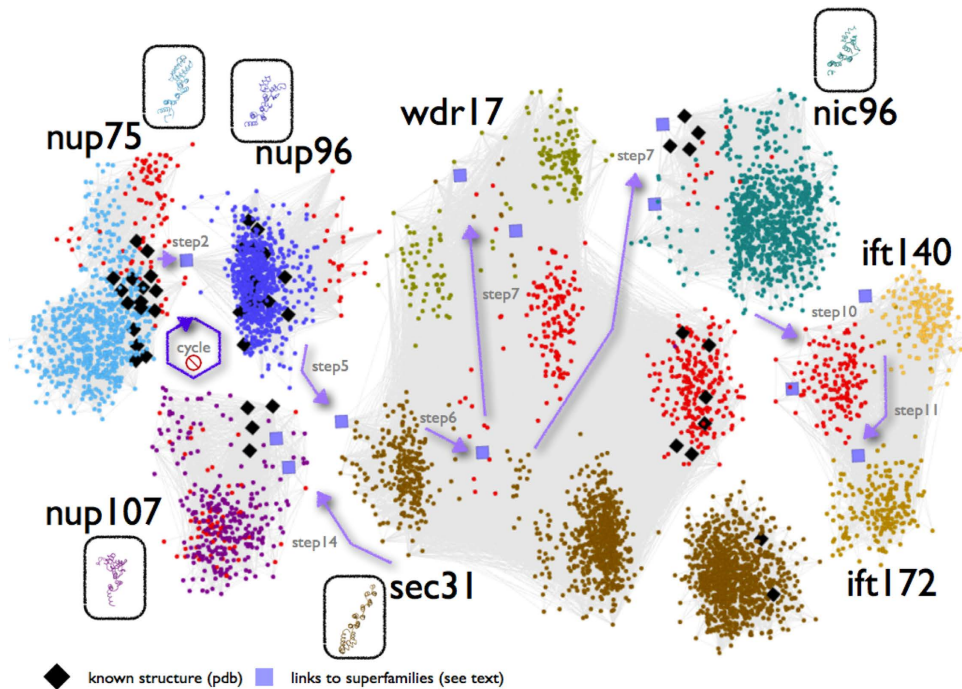 nic96
wdr17
nup75
nup96
step7
step2
ift140
step7
step10
cycle
step5
step6
step11
nup107
step14
sec31
ift172
known structure (pdb)
links to superfamilies (see text)